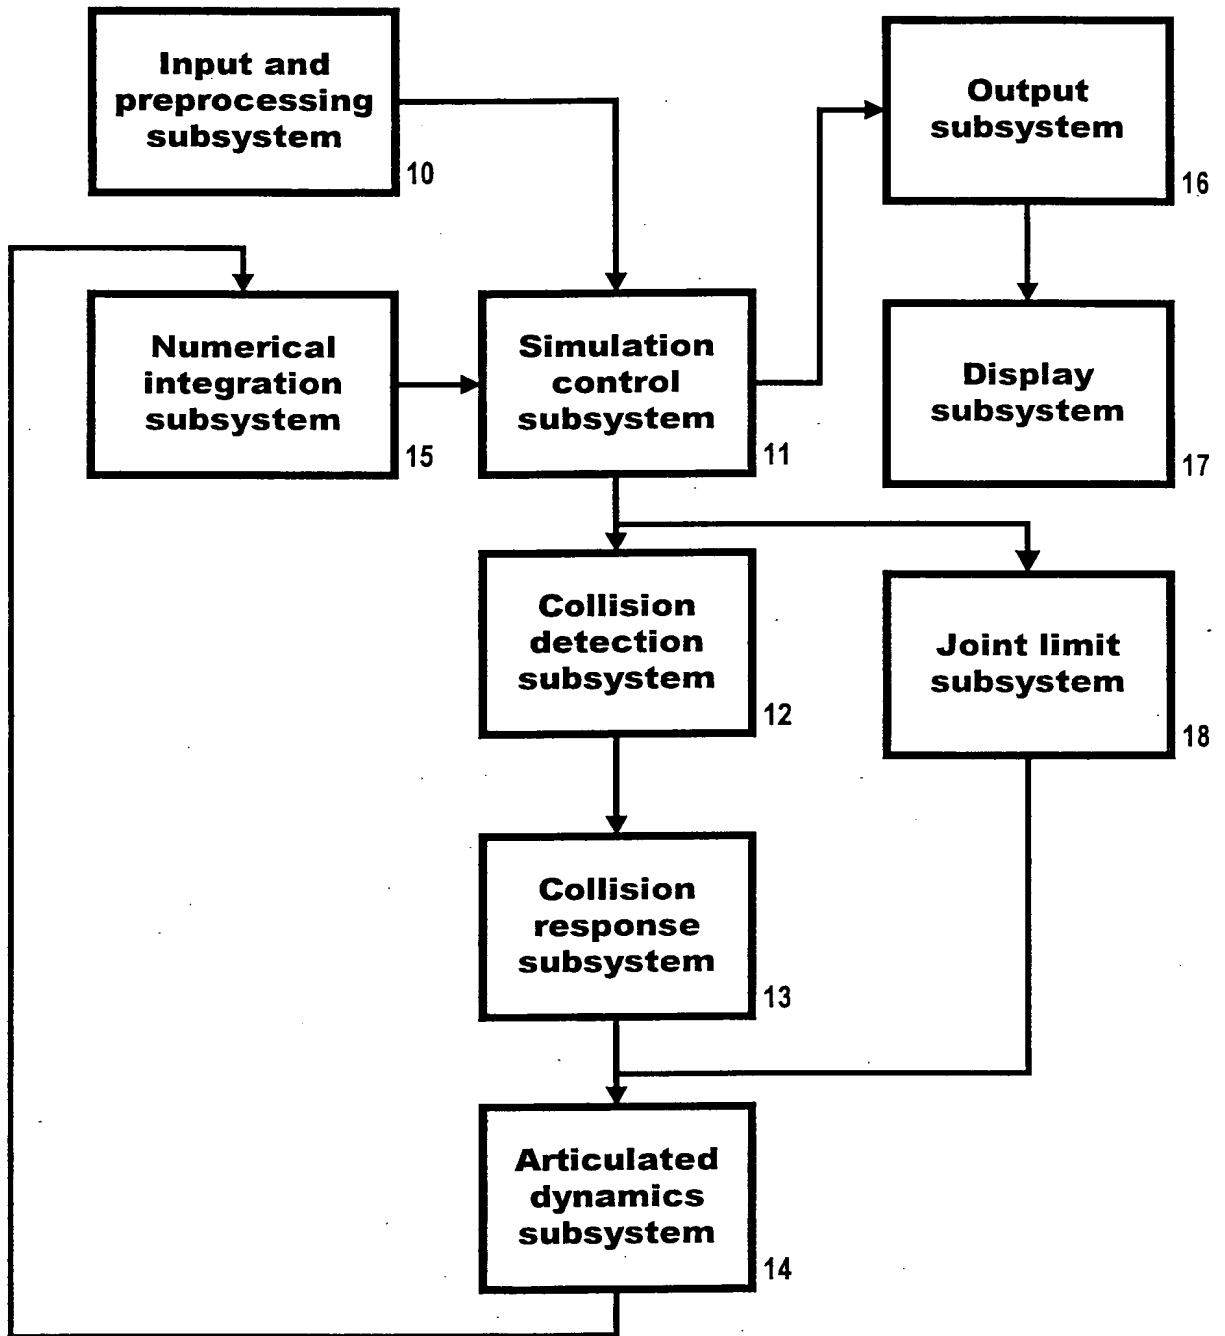 Input and
preprocessing
subsystem
10
Output
subsystem
16
Numerical
integration
subsystem
15
Simulation
control
subsystem
11
Display
subsystem
17
Collision
detection
subsystem
12
Joint limit
subsystem
18
Collision
response
subsystem
13
Articulated
dynamics
subsystem
14